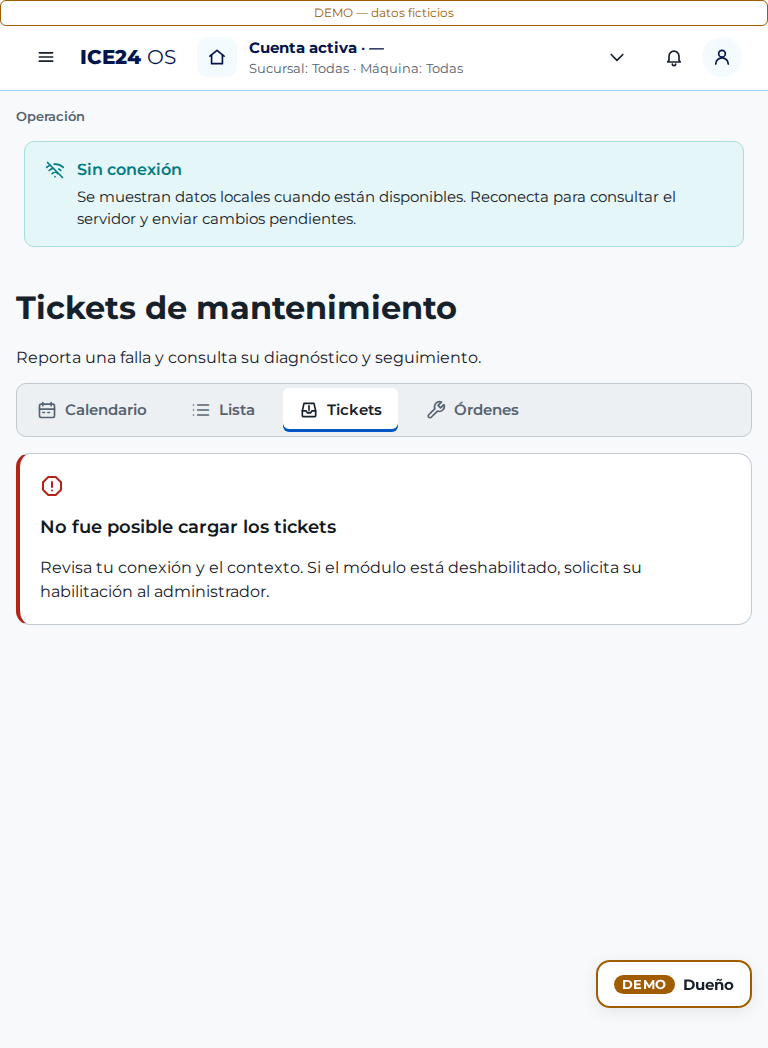 DEMO — datos ficticios
ICE24 OS
Cuenta activa · —
Sucursal: Todas · Máquina: Todas
Operación
Sin conexión
Se muestran datos locales cuando están disponibles. Reconecta para consultar el
servidor y enviar cambios pendientes.
Tickets de mantenimiento
Reporta una falla y consulta su diagnóstico y seguimiento.
Calendario
Lista
Tickets
Órdenes
No fue posible cargar los tickets
Revisa tu conexión y el contexto. Si el módulo está deshabilitado, solicita su
habilitación al administrador.
DEMO Dueño